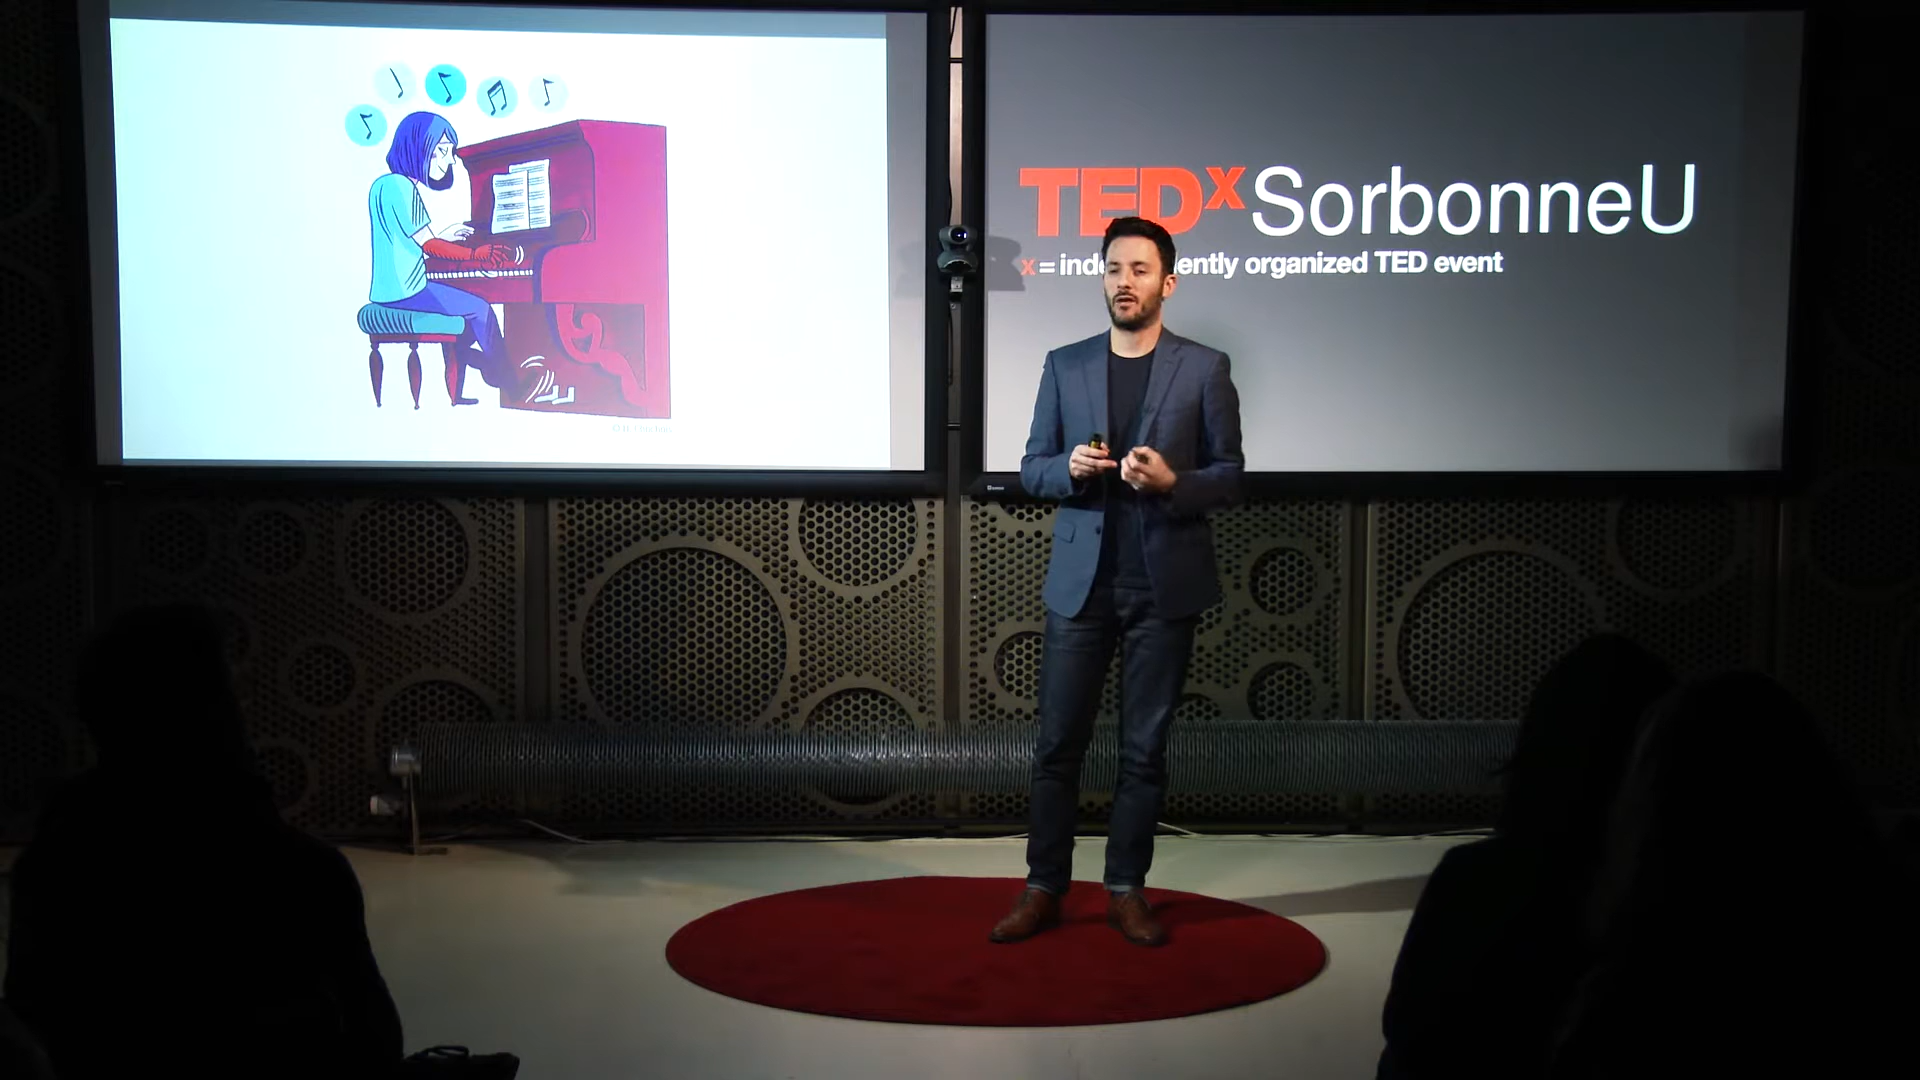 TEDxSorbonneU
x = inde ently organized TED event